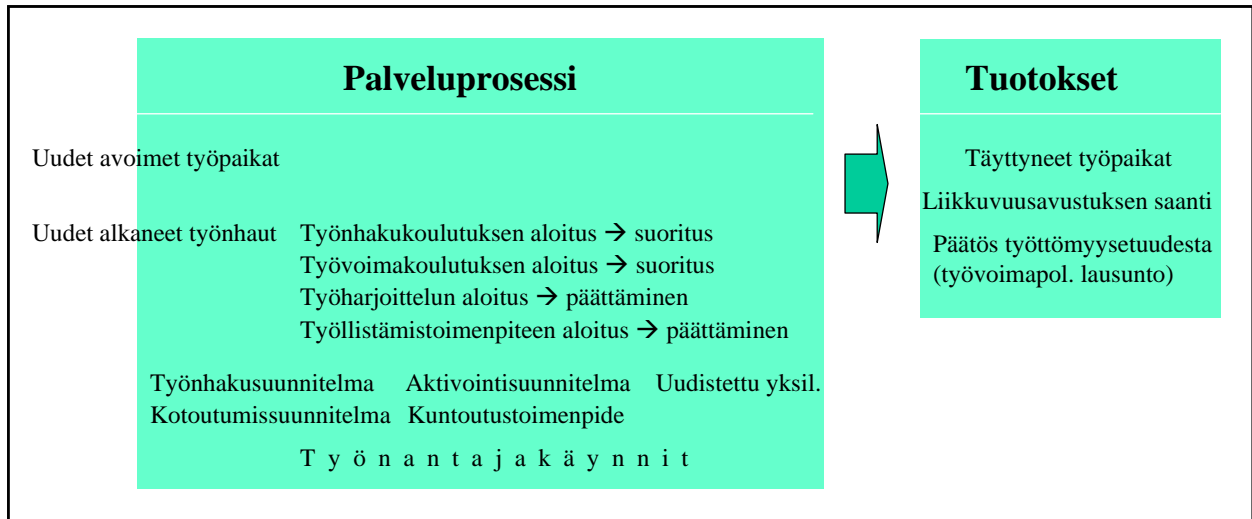 Palveluprosessi
Uudet avoimet työpaikat
Uudet alkaneet työnhaut Työnhakukoulutuksen aloitus → suoritus
Työvoimakoulutuksen aloitus → suoritus
Työharjoittelun aloitus → päättäminen
Työllistämistoimenpiteen aloitus → päättäminen
Työnhakusuunnitelma Aktivointisuunnitelma Uudistettu yksil.
Kotoutumissuunnitelma Kuntoutustoimenpide
T y ö n a n t a j a k ä y n n i t
Tuotokset
Täyttyneet työpaikat
Liikkuvuusavustuksen saanti
Päätös työttömyysetuudesta
(työvoimapol. lausunto)